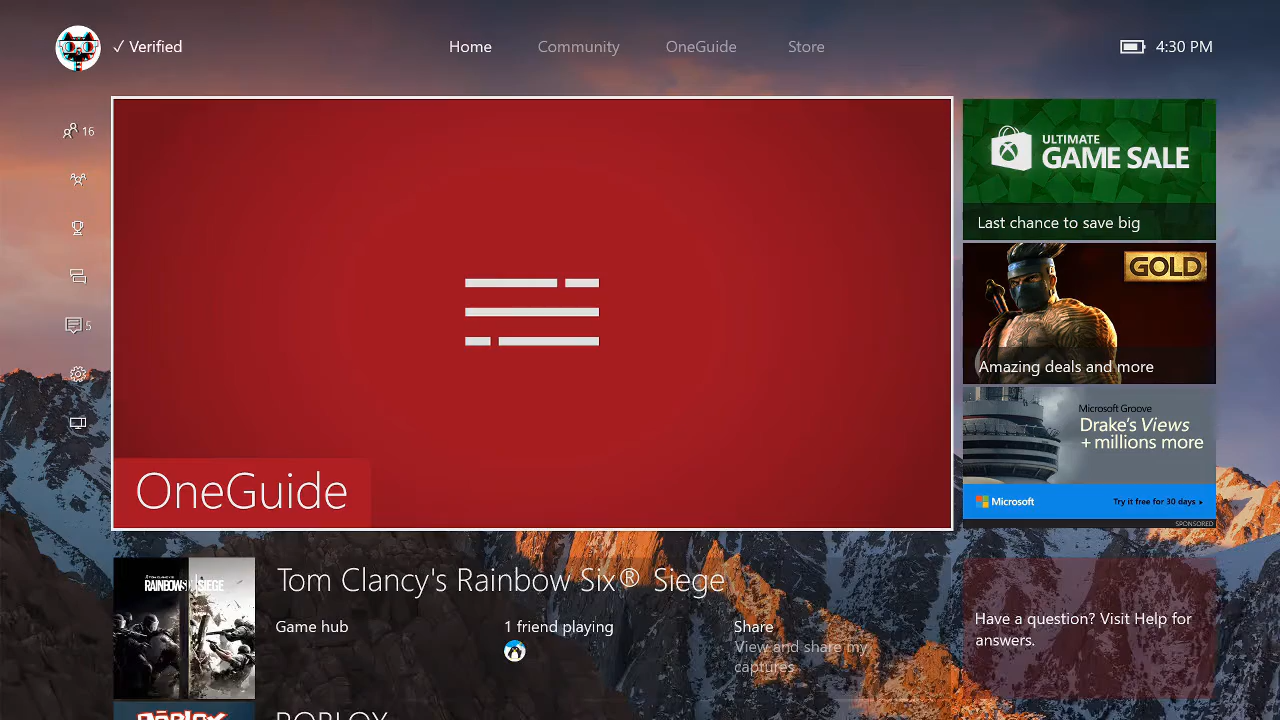 ✓ Verified
Home
Community
OneGuide
Store
4:30 PM
16
5
OneGuide
ULTIMATE
GAME SALE
Last chance to save big
GOLD
Amazing deals and more
Microsoft Groove
Drake's Views
+ millions more
Microsoft
Try it free for 30 days >
SPONSORED
TOM CLANCY'S
RAINBOW SIX SIEGE
Tom Clancy's Rainbow Six® Siege
Game hub
1 friend playing
Share
View and share my
captures
Have a question? Visit Help for
answers.
ROBLOX
ROBLOX